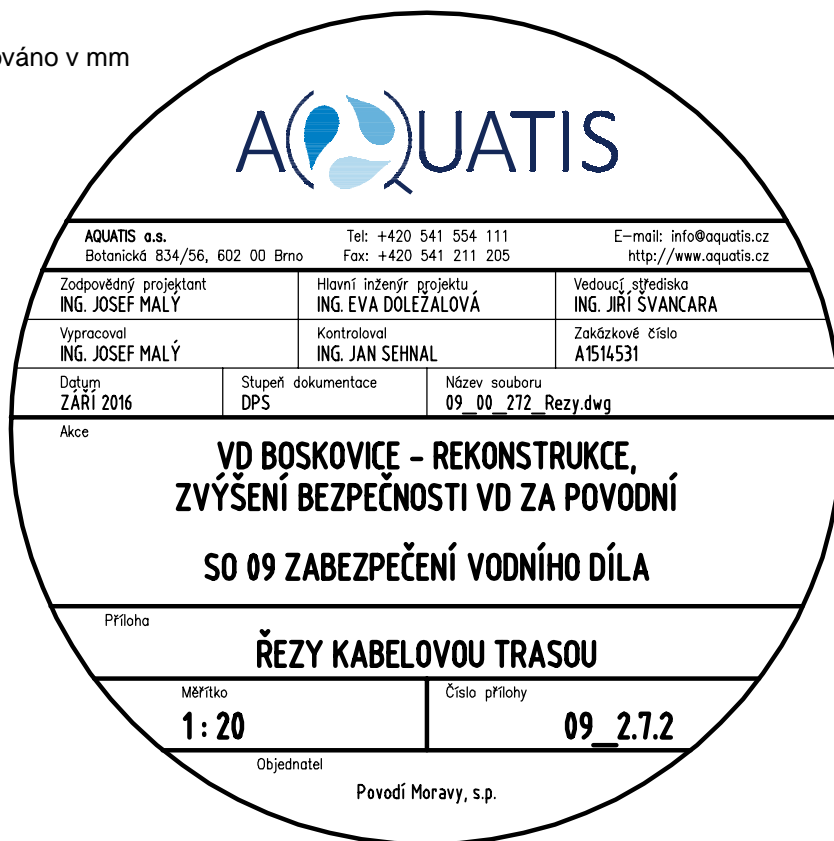 ováno v mm
AQUATIS
AQUATIS a.s. Tel: +420 541 554 111 E-mail: info@aquatis.cz
Botanická 834/56, 602 00 Brno Fax: +420 541 211 205 http://www.aquatis.cz
Zodpovědný projektant Hlavní inženýr projektu Vedoucí střediska
ING. JOSEF MALÝ ING. EVA DOLEŽALOVÁ ING. JIŘÍ ŠVANCARA
Vypracoval Kontroloval Zakázkové číslo
ING. JOSEF MALÝ ING. JAN SEHNAL A1514531
Datum Stupeň dokumentace Název souboru
ZÁŘÍ 2016 DPS 09_00_272_Rezy.dwg
Akce
VD BOSKOVICE - REKONSTRUKCE,
ZVÝŠENÍ BEZPEČNOSTI VD ZA POVODNÍ
SO 09 ZABEZPEČENÍ VODNÍHO DÍLA
Příloha
ŘEZY KABELOVOU TRASOU
Měřítko Číslo přílohy
1 : 20 09_2.7.2
Objednatel
Povodí Moravy, s.p.